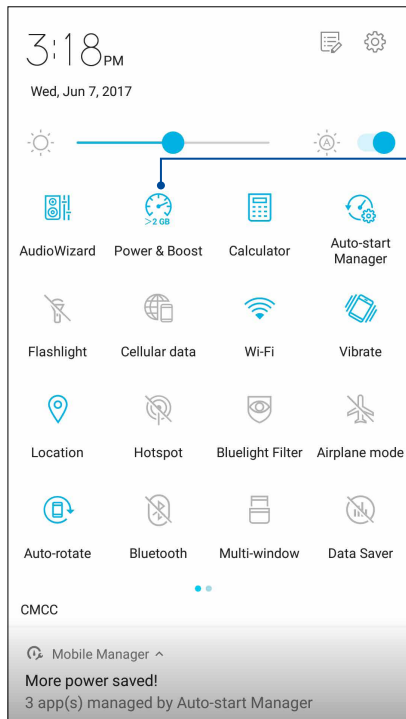 3:18 PM
Wed, Jun 7, 2017
A
>2 GB
AudioWizard Power & Boost Calculator Auto-start
Manager
Flashlight Cellular data Wi-Fi Vibrate
Location Hotspot Bluelight Filter Airplane mode
Auto-rotate Bluetooth Multi-window Data Saver
CMCC
Mobile Manager
More power saved!
3 app(s) managed by Auto-start Manager